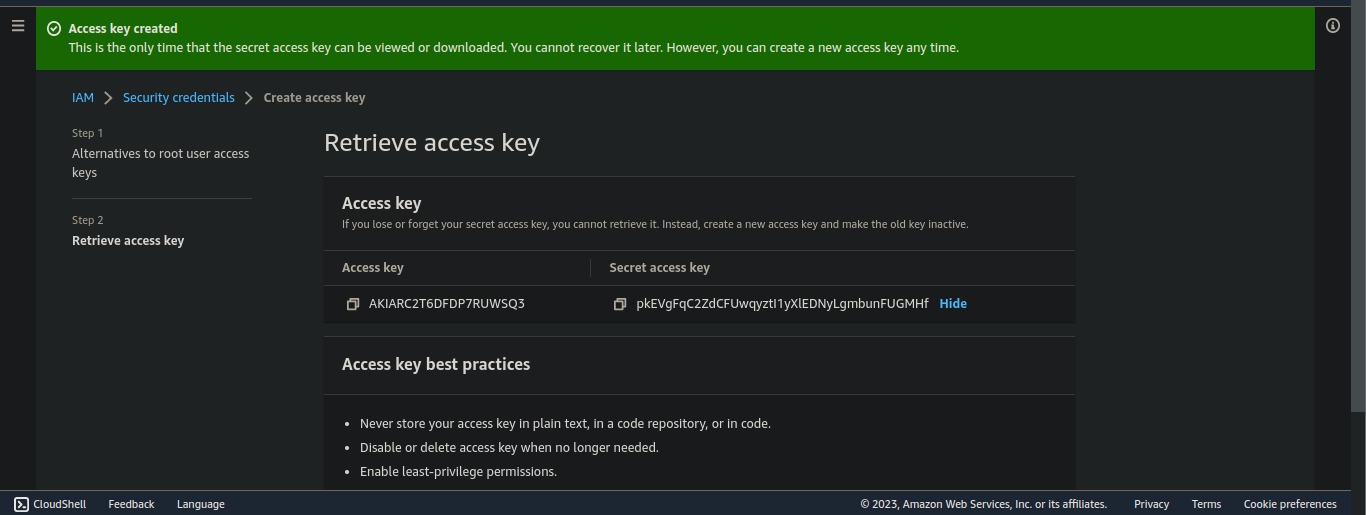 Access key created
This is the only time that the secret access key can be viewed or downloaded. You cannot recover it later. However, you can create a new access key any time.
IAM > Security credentials > Create access key
Step 1
Alternatives to root user access
keys
Step 2
Retrieve access key
Retrieve access key
Access key
If you lose or forget your secret access key, you cannot retrieve it. Instead, create a new access key and make the old key inactive.
Access key Secret access key
AKIARC2T6DFDP7RUWSQ3 pkEVgFqC2ZdCFUwqyztI1yXlEDNyLgmbunFUGMHf Hide
Access key best practices
• Never store your access key in plain text, in a code repository, or in code.
• Disable or delete access key when no longer needed.
• Enable least-privilege permissions.
CloudShell Feedback Language © 2023, Amazon Web Services, Inc. or its affiliates. Privacy Terms Cookie preferences